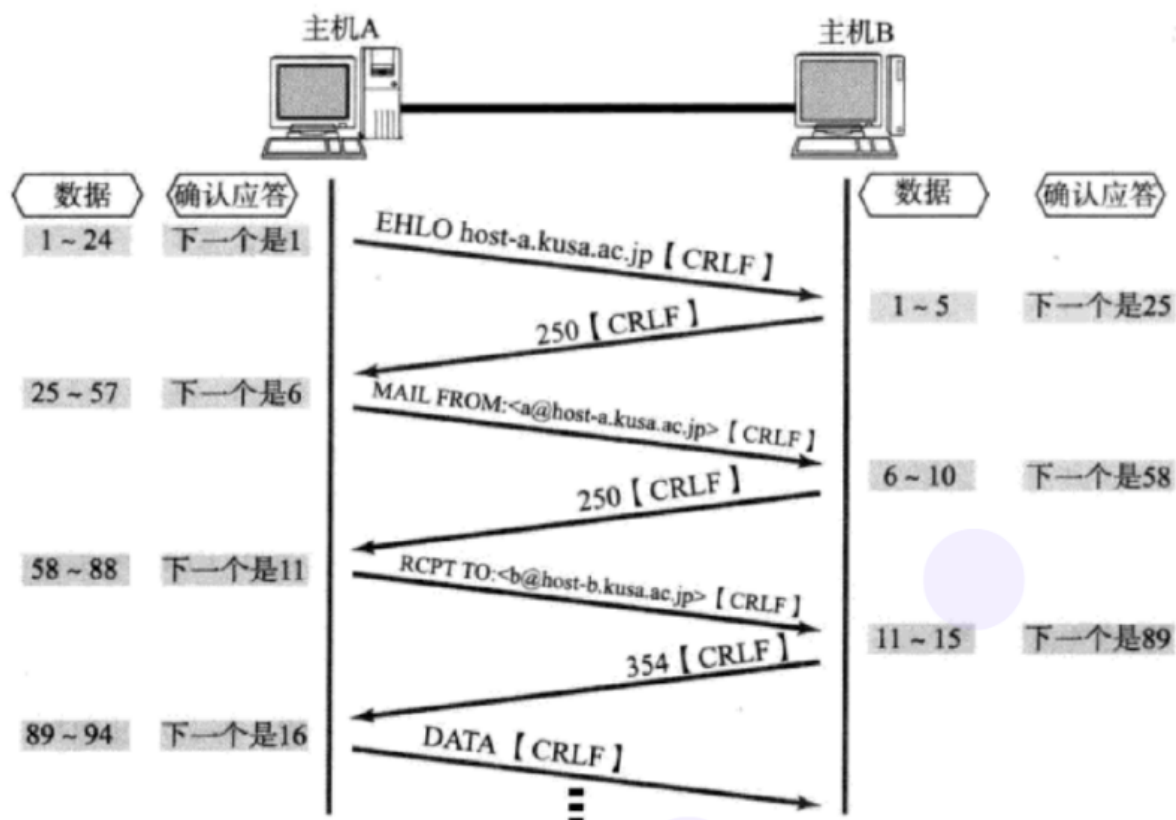 主机A
主机B
数据
确认应答
数据
确认应答
1～24
下一个是1
EHLO host-a.kusa.ac.jp【CRLF】
1～5
下一个是25
250【CRLF】
25～57
下一个是6
MAIL FROM:<a@host-a.kusa.ac.jp>【CRLF】
6～10
下一个是58
250【CRLF】
58～88
下一个是11
RCPT TO:<b@host-b.kusa.ac.jp>【CRLF】
11～15
下一个是89
354【CRLF】
89～94
下一个是16
DATA【CRLF】